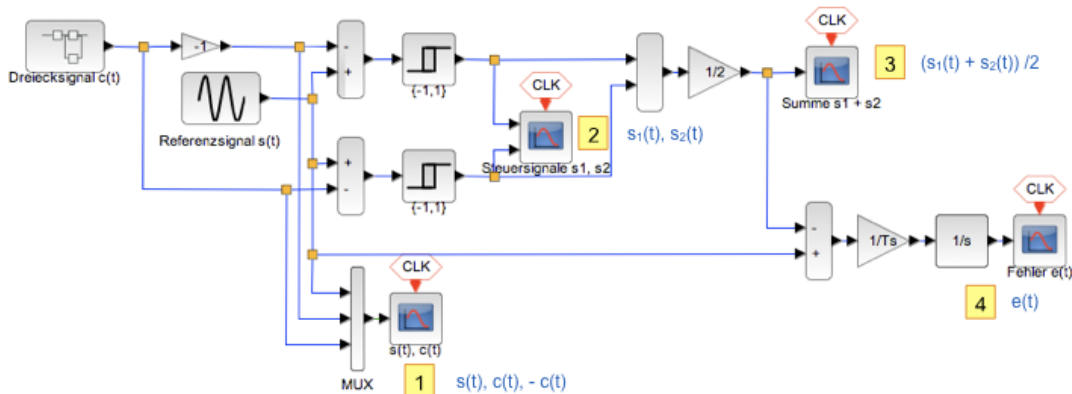 CLK
-1
Dreiecksignal c(t)
-
+
{-1,1}
1/2
3
(s₁(t) + s₂(t)) /2
Summe s1 + s2
Referenzsignal s(t)
CLK
2
s₁(t), s₂(t)
Steuersignale s1, s2
+
-
{-1,1}
CLK
-
+
1/Ts
1/s
Fehler e(t)
4
e(t)
CLK
s(t), c(t)
MUX
1
s(t), c(t), - c(t)